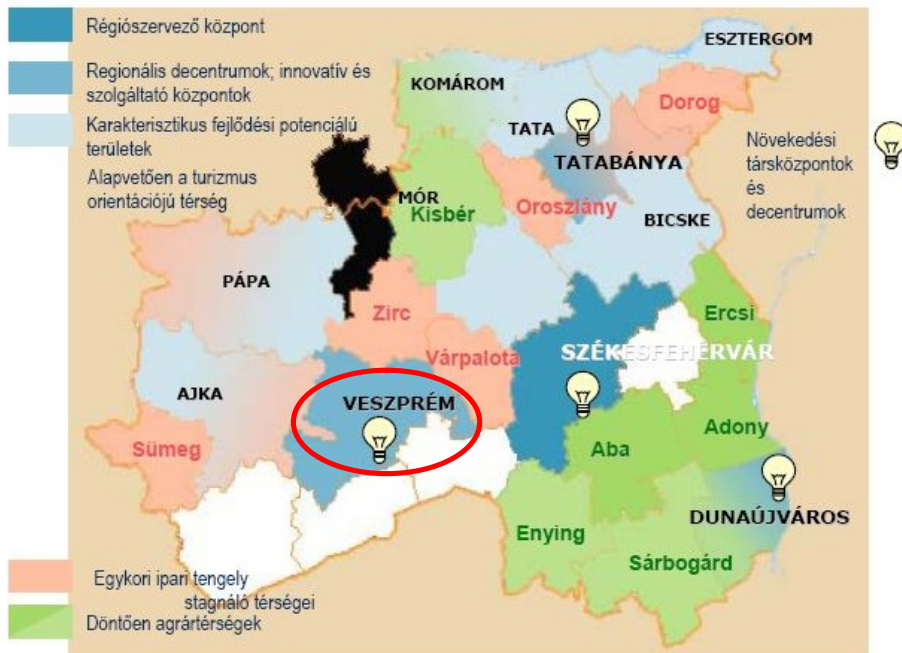 Régiószervező központ
Regionális decentrumok; innovatív és
szolgáltató központok
Karakterisztikus fejlődési potenciálú
területek
Alapvetően a turizmus
orientációjú térség
ESZTERGOM
KOMÁROM
Dorog
TATA
TATABÁNYA
Növekedési
társközpontok
és
decentrumok
MÓR
Kisbér
Oroszlány
BICSKE
PÁPA
Zirc
Ercsi
Várpalota
SZÉKESFEHÉRVÁR
AJKA
VESZPRÉM
Sümeg
Aba
Adony
DUNAÚJVÁROS
Enying
Sárbogárd
Egykori ipari tengely
stagnáló térségei
Döntően agrártérségek